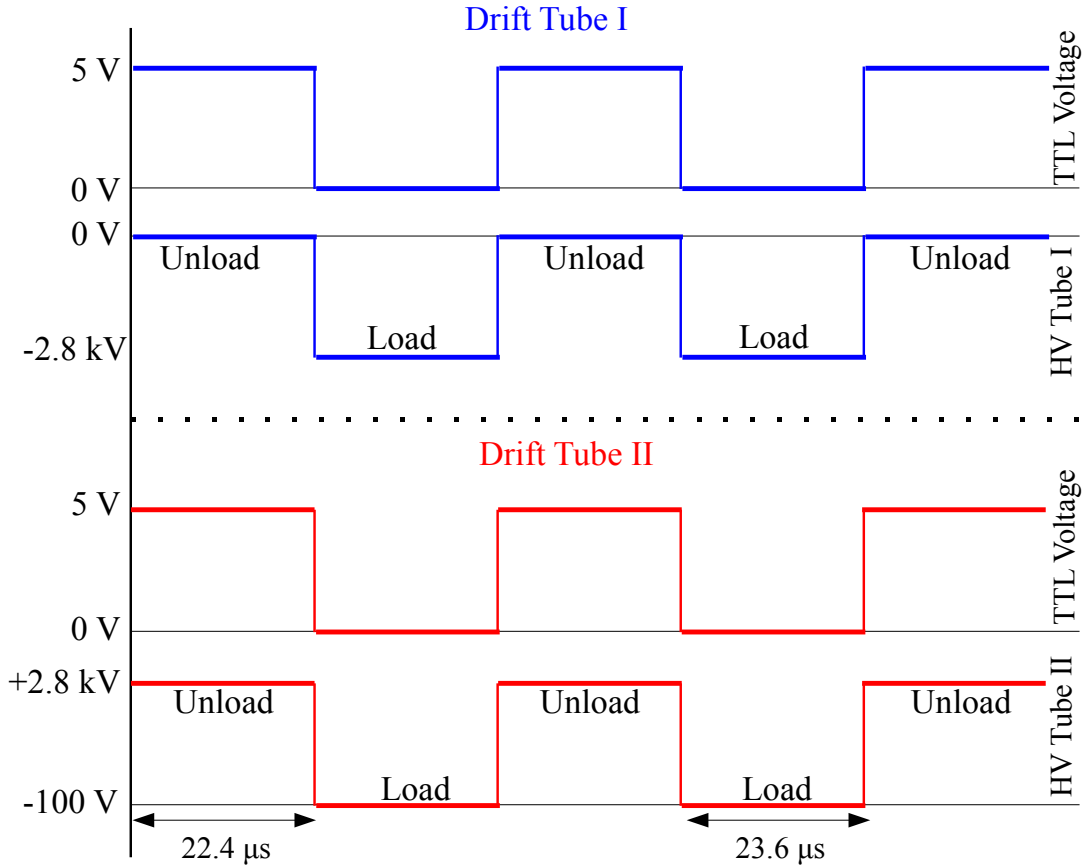 Drift Tube I
5 V
TTL Voltage
0 V
0 V
Unload
Unload
Unload
HV Tube I
-2.8 kV
Load
Load
Drift Tube II
5 V
TTL Voltage
0 V
+2.8 kV
Unload
Unload
Unload
HV Tube II
-100 V
Load
Load
22.4 μs
23.6 μs